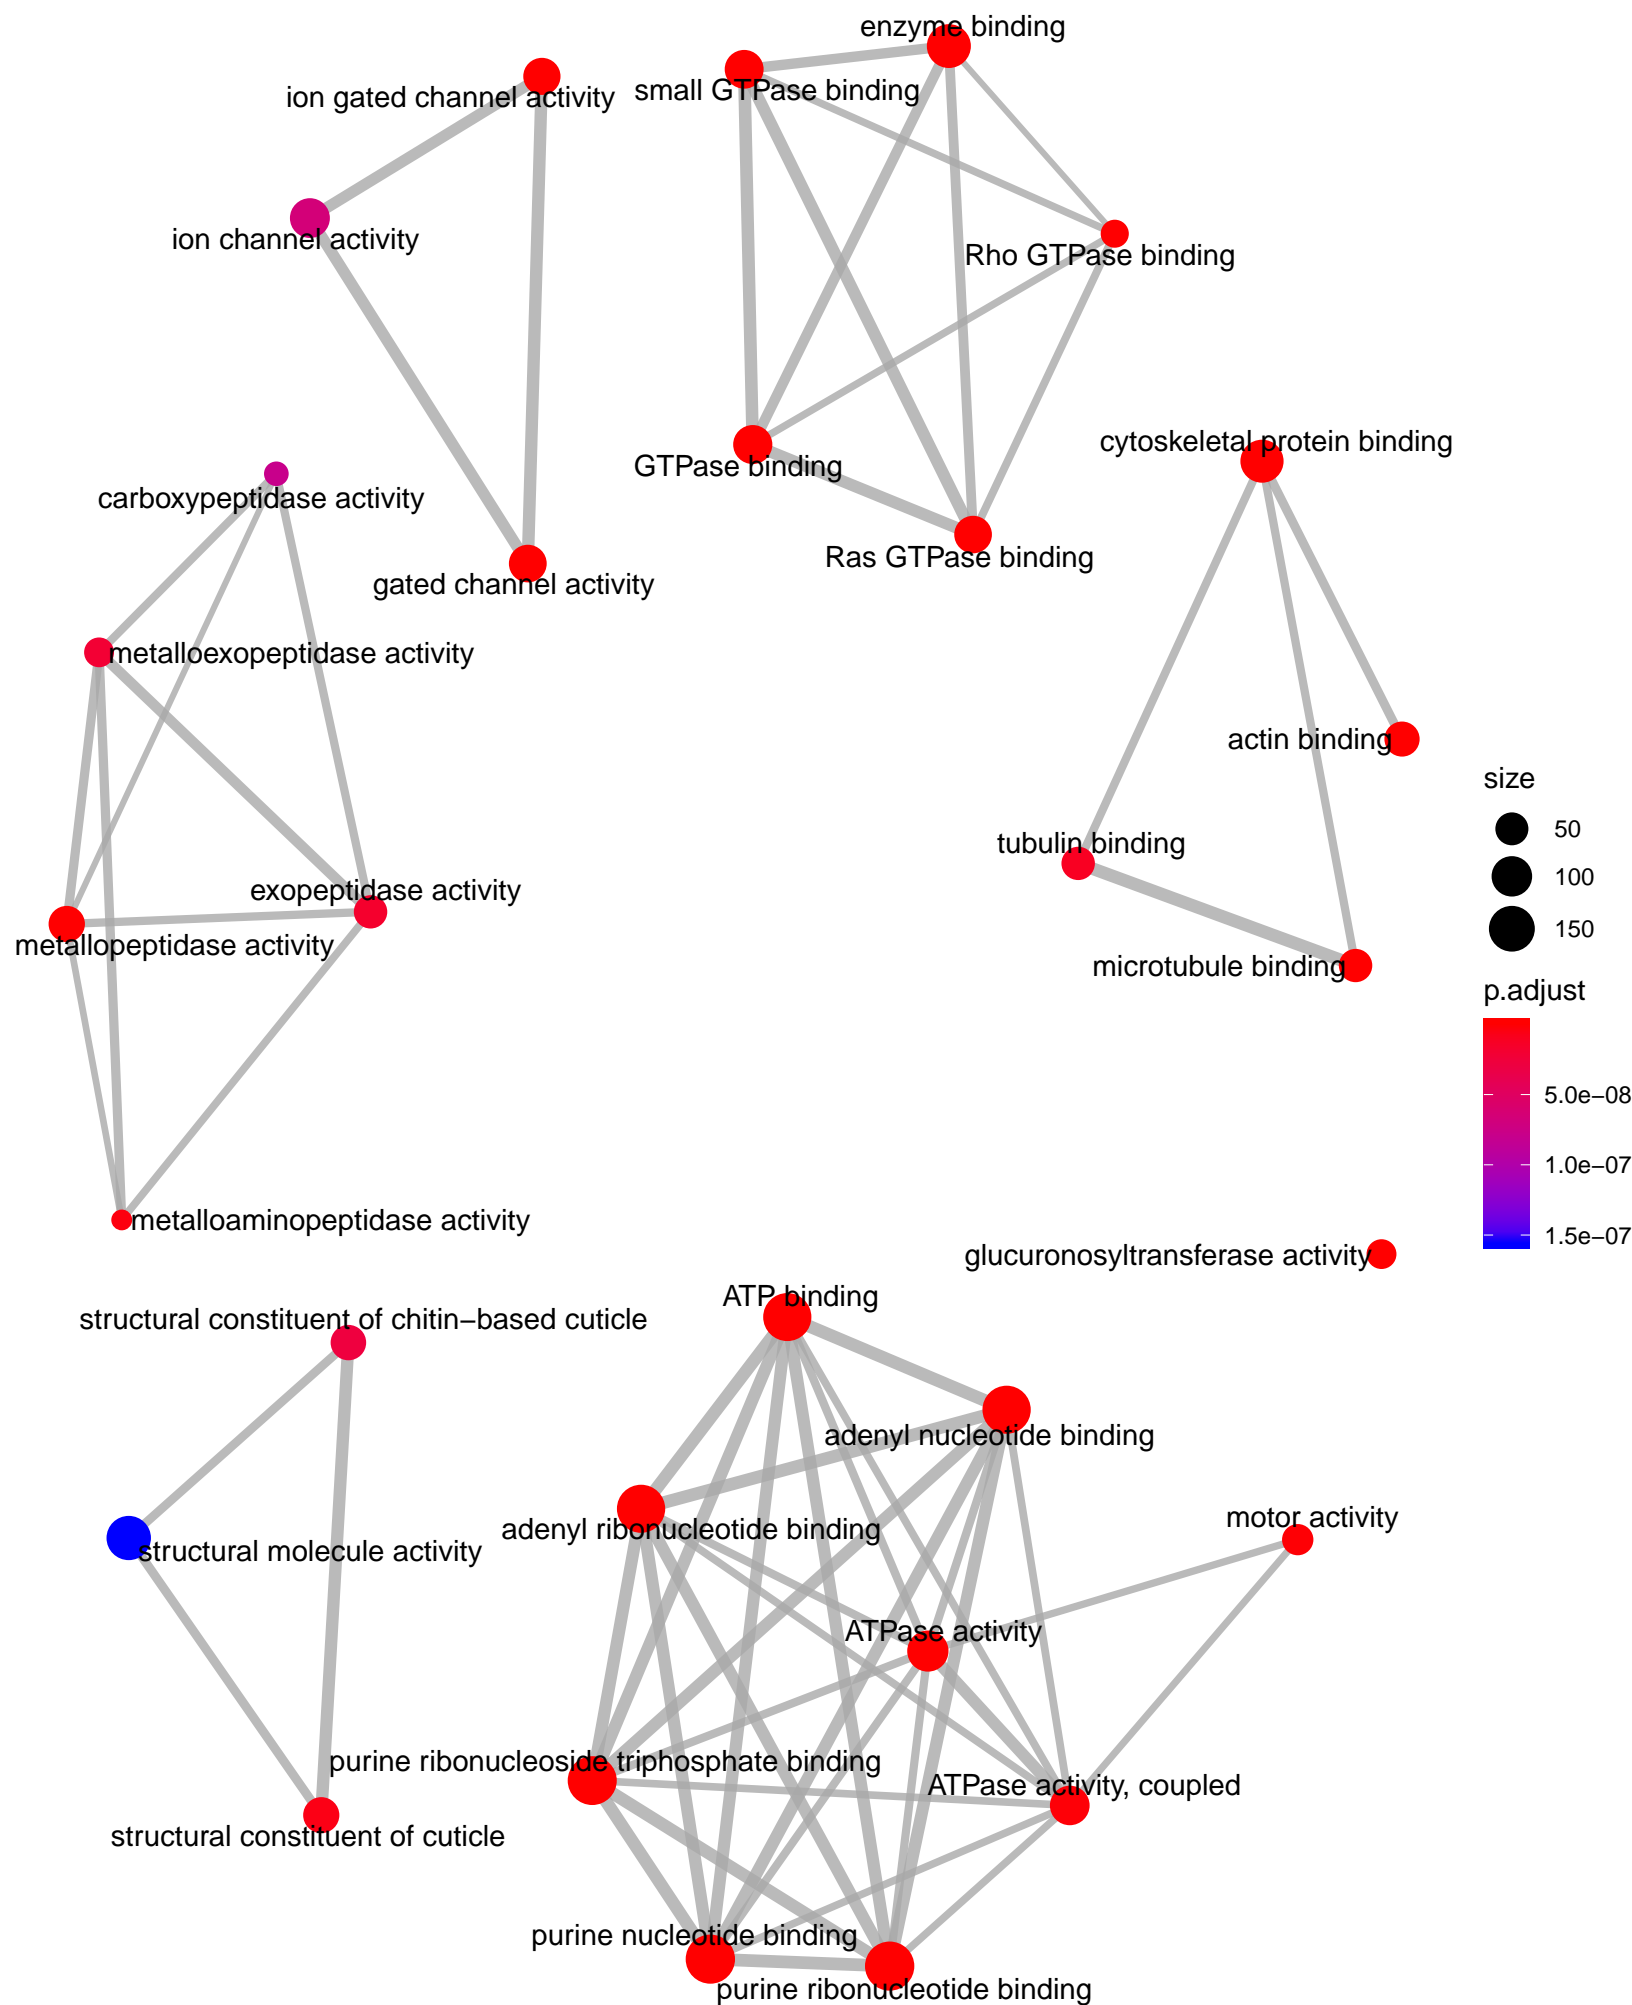 enzyme binding
ion gated channel activity
small GTPase binding
ion channel activity
Rho GTPase binding
cytoskeletal protein binding
GTPase binding
carboxypeptidase activity
Ras GTPase binding
gated channel activity
metalloexopeptidase activity
actin binding
size
50
tubulin binding
100
exopeptidase activity
150
metallopeptidase activity
microtubule binding
p.adjust
5.0e−08
1.0e−07
metalloaminopeptidase activity
1.5e−07
glucuronosyltransferase activity
ATP binding
structural constituent of chitin−based cuticle
adenyl nucleotide binding
motor activity
adenyl ribonucleotide binding
structural molecule activity
ATPase activity
purine ribonucleoside triphosphate binding
ATPase activity, coupled
structural constituent of cuticle
purine nucleotide binding
purine ribonucleotide binding